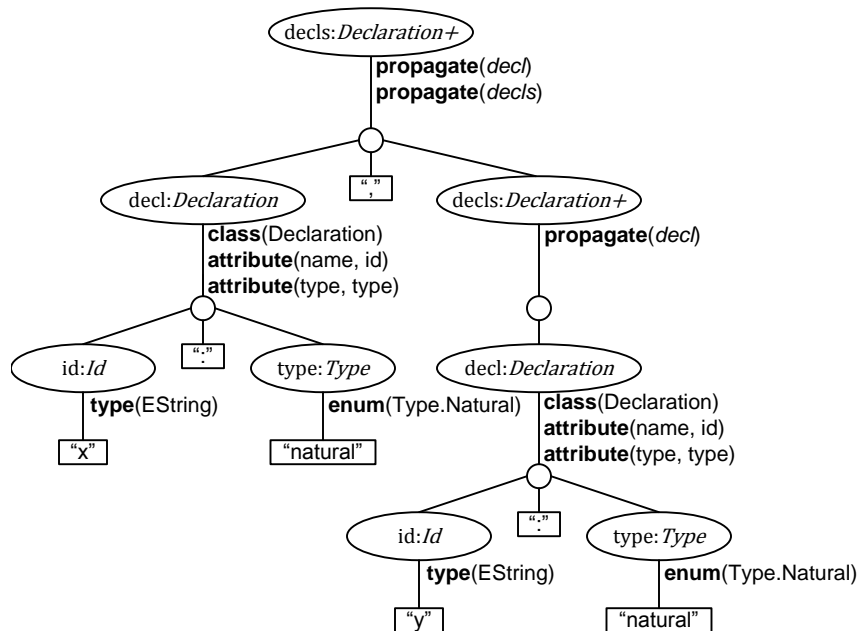 decls:Declaration+
propagate(decl)
propagate(decls)
decl:Declaration
“,”
decls:Declaration+
class(Declaration)
attribute(name, id)
attribute(type, type)
propagate(decl)
id:Id
“:”
type:Type
decl:Declaration
type(EString)
enum(Type.Natural)
class(Declaration)
attribute(name, id)
attribute(type, type)
“x”
“natural”
id:Id
“:”
type:Type
type(EString)
enum(Type.Natural)
“y”
“natural”